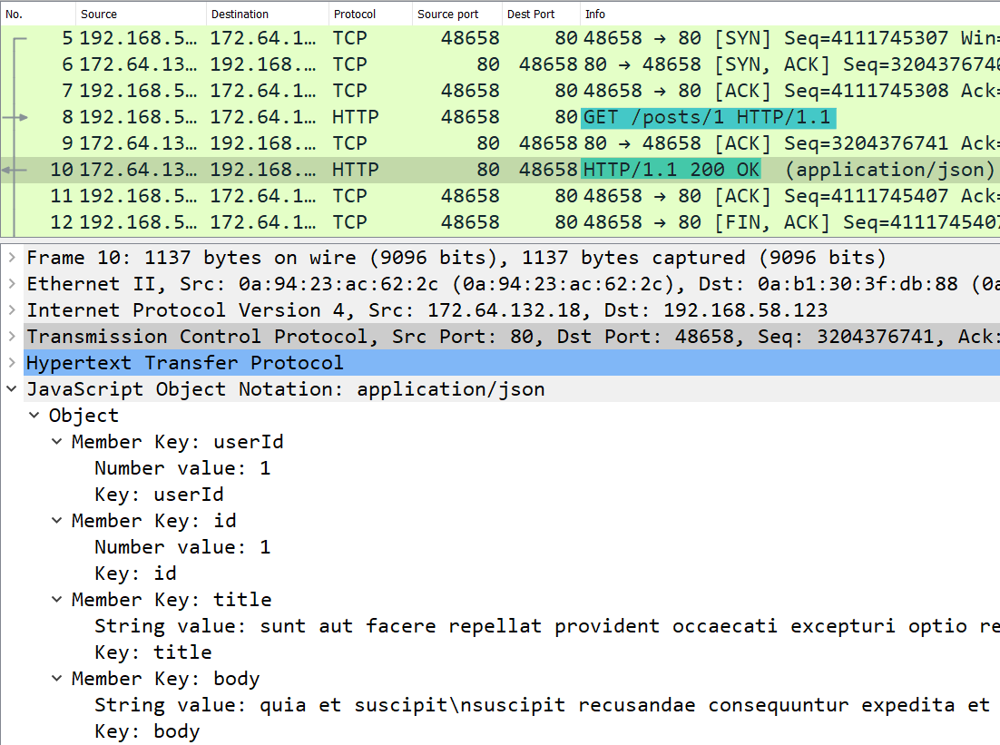 No. Source Destination Protocol Source port Dest Port Info
5 192.168.5… 172.64.1… TCP 48658 80 48658 → 80 [SYN] Seq=4111745307 Win=
6 172.64.13… 192.168.… TCP 80 48658 80 → 48658 [SYN, ACK] Seq=3204376740
7 192.168.5… 172.64.1… TCP 48658 80 48658 → 80 [ACK] Seq=4111745308 Ack=
8 192.168.5… 172.64.1… HTTP 48658 80 GET /posts/1 HTTP/1.1
9 172.64.13… 192.168.… TCP 80 48658 80 → 48658 [ACK] Seq=3204376741 Ack=
10 172.64.13… 192.168.… HTTP 80 48658 HTTP/1.1 200 OK (application/json)
11 192.168.5… 172.64.1… TCP 48658 80 48658 → 80 [ACK] Seq=4111745407 Ack=
12 192.168.5… 172.64.1… TCP 48658 80 48658 → 80 [FIN, ACK] Seq=4111745407
Frame 10: 1137 bytes on wire (9096 bits), 1137 bytes captured (9096 bits)
Ethernet II, Src: 0a:94:23:ac:62:2c (0a:94:23:ac:62:2c), Dst: 0a:b1:30:3f:db:88 (0a
Internet Protocol Version 4, Src: 172.64.132.18, Dst: 192.168.58.123
Transmission Control Protocol, Src Port: 80, Dst Port: 48658, Seq: 3204376741, Ack:
Hypertext Transfer Protocol
JavaScript Object Notation: application/json
Object
Member Key: userId
Number value: 1
Key: userId
Member Key: id
Number value: 1
Key: id
Member Key: title
String value: sunt aut facere repellat provident occaecati excepturi optio re
Key: title
Member Key: body
String value: quia et suscipit\nsuscipit recusandae consequuntur expedita et
Key: body